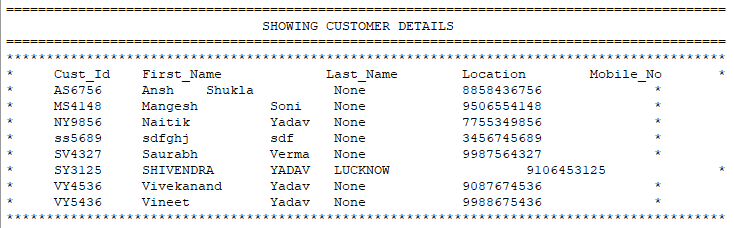 ==========================================================================================
SHOWING CUSTOMER DETAILS
==========================================================================================
******************************************************************************************
*     Cust_Id    First_Name             Last_Name        Location        Mobile_No       *
*     AS6756     Ansh    Shukla          None            8858436756              *
*     MS4148     Mangesh         Soni    None            9506554148              *
*     NY9856     Naitik          Yadav   None            7755349856              *
*     ss5689     sdfghj          sdf     None            3456745689              *
*     SV4327     Saurabh         Verma   None            9987564327              *
*     SY3125     SHIVENDRA       YADAV   LUCKNOW                 9106453125              *
*     VY4536     Vivekanand      Yadav   None            9087674536              *
*     VY5436     Vineet          Yadav   None            9988675436              *
******************************************************************************************